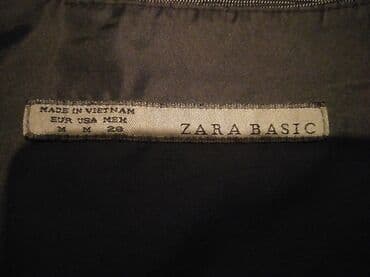 MADE IN VIETNAM
EUR USA MEX
M M 28
ZARA BASIC